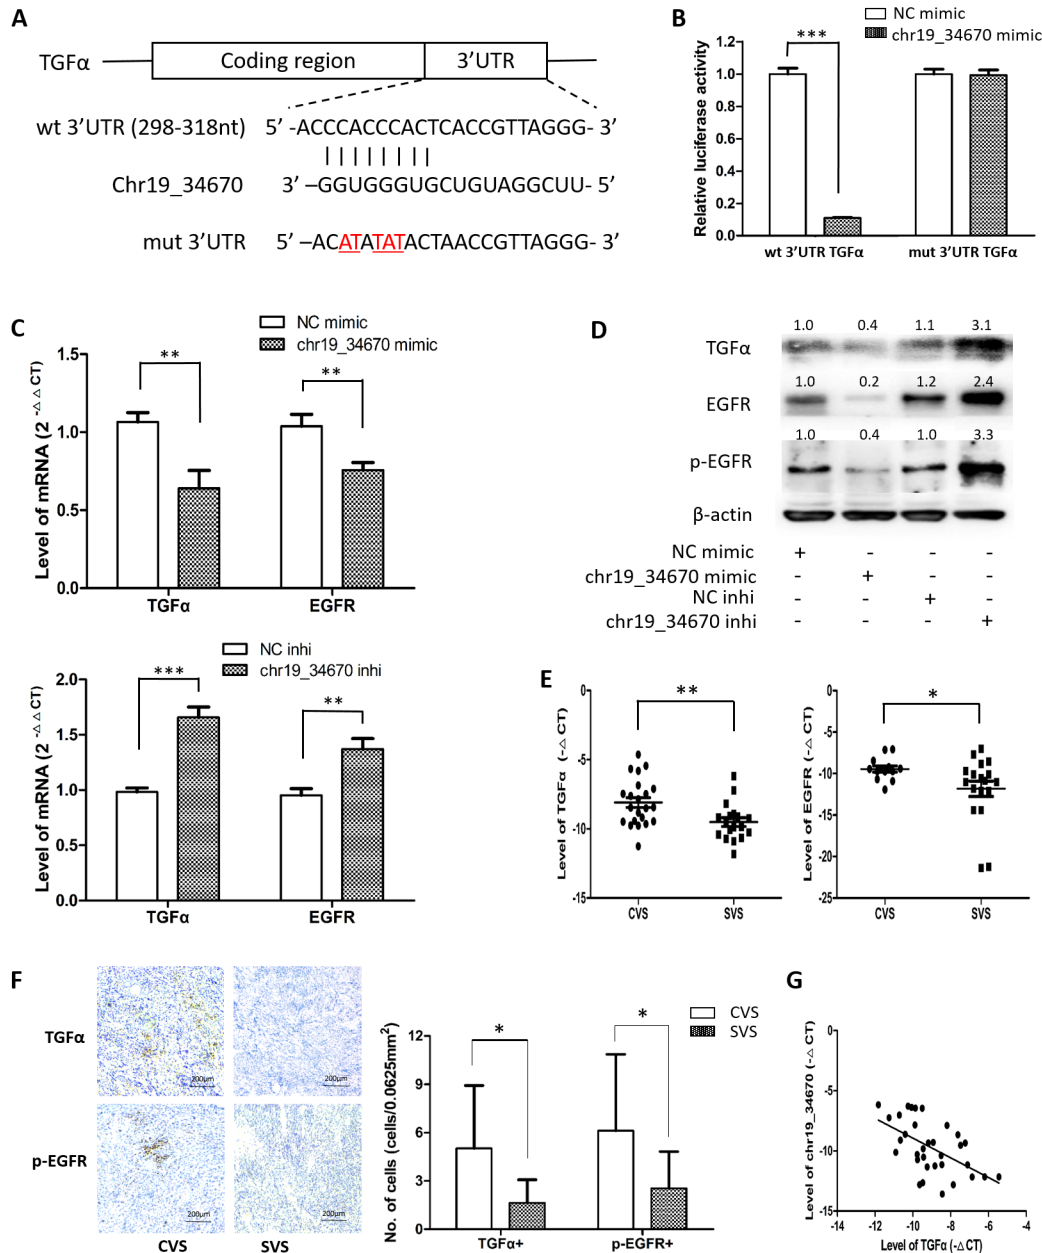 A
TGFα
Coding region
3’UTR
wt 3’UTR (298-318nt)
5’ -ACCCACCCACTCACCGTTAGGG- 3’
Chr19_34670
3’ –GGUGGGUGCUGUAGGCUU- 5’
mut 3’UTR
5’ –ACATATATACTAACCGTTAGGG- 3’
B
NC mimic
chr19_34670 mimic
Relative luciferase activity
1.2
1.0
0.8
0.6
0.4
0.2
0.0
***
wt 3’UTR TGFα
mut 3’UTR TGFα
C
NC mimic
chr19_34670 mimic
Level of mRNA (2 -△△CT)
1.5
1.0
0.5
0.0
**
**
TGFα
EGFR
NC inhi
chr19_34670 inhi
Level of mRNA (2 -△△CT)
2.0
1.5
1.0
0.5
0.0
***
**
TGFα
EGFR
D
1.0 0.4 1.1 3.1
TGFα
1.0 0.2 1.2 2.4
EGFR
1.0 0.4 1.0 3.3
p-EGFR
β-actin
NC mimic + - - -
chr19_34670 mimic - + - -
NC inhi - - + -
chr19_34670 inhi - - - +
E
Level of TGFα (-△CT)
0
-5
-10
-15
**
CVS
SVS
Level of EGFR (-△CT)
0
-5
-10
-15
-20
-25
*
CVS
SVS
F
TGFα
200μm
200μm
p-EGFR
200μm
200μm
CVS
SVS
CVS
SVS
No. of cells (cells/0.0625mm2)
12
9
6
3
0
*
*
TGFα+
p-EGFR+
G
Level of chr19_34670 (-△CT)
0
-5
-10
-15
-14 -12 -10 -8 -6 -4
Level of TGFα (-△CT)